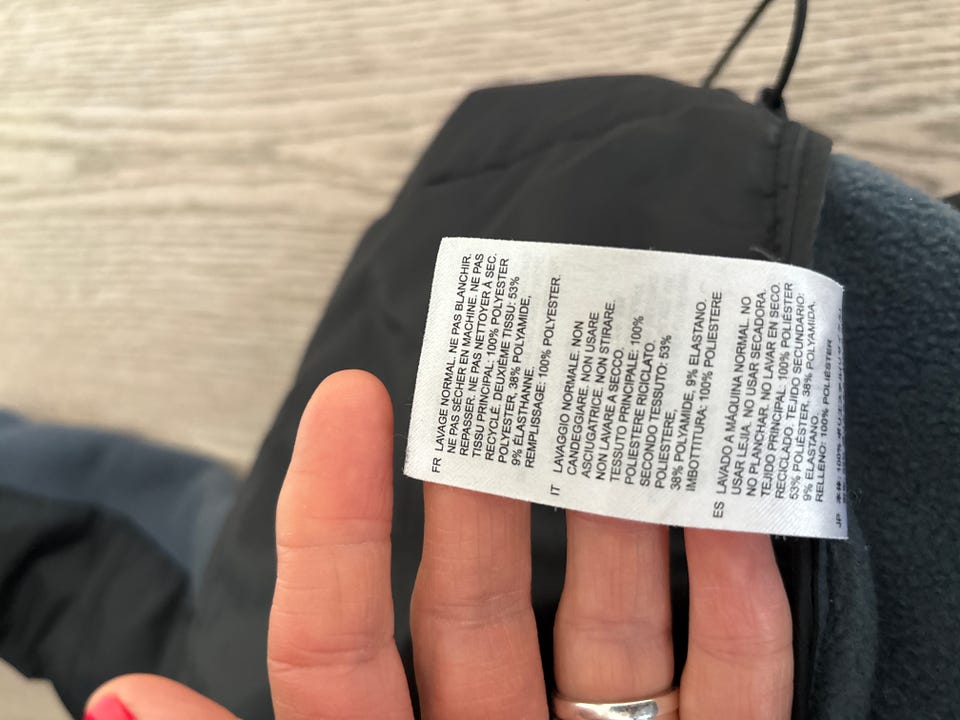 FR LAVAGE NORMAL. NE PAS BLANCHIR.
NE PAS SÉCHER EN MACHINE. NE PAS
REPASSER. NE PAS NETTOYER À SEC.
TISSU PRINCIPAL: 100% POLYESTER
RECYCLÉ. DEUXIÈME TISSU: 53%
POLYESTER, 38% POLYAMIDE,
9% ÉLASTHANNE.
REMPLISSAGE: 100% POLYESTER.
IT LAVAGGIO NORMALE. NON
CANDEGGIARE. NON USARE
ASCIUGATRICE. NON STIRARE.
NON LAVARE A SECCO.
TESSUTO PRINCIPALE: 100%
POLIESTERE RICICLATO.
SECONDO TESSUTO: 53%
POLIESTERE,
38% POLYAMIDE, 9% ELASTANO.
IMBOTTITURA: 100% POLIESTERE
ES LAVADO A MÁQUINA NORMAL. NO
USAR LEJIA. NO USAR SECADORA.
NO PLANCHAR. NO LAVAR EN SECO.
TEJIDO PRINCIPAL: 100% POLIÉSTER
RECICLADO. TEJIDO SECUNDARIO:
53% POLIÉSTER, 38% POLYAMIDA,
9% ELASTANO.
RELLENO: 100% POLIÉSTER
JP 100%